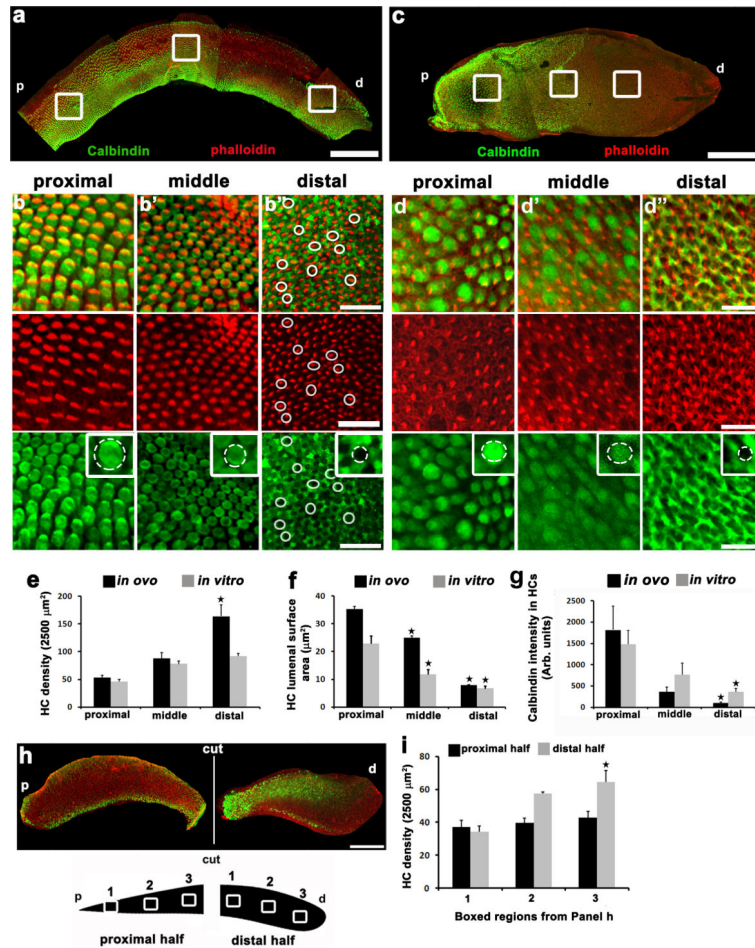 a
c
p
d
p
d
Calbindin phalloidin
Calbindin phalloidin
proximal middle distal
proximal middle distal
b b' b''
d d' d''
e
in ovo in vitro
HC density (2500 µm²)
200
150
100
50
0
proximal middle distal
f
in ovo in vitro
HC lumenal surface
area (µm²)
40
30
20
10
0
proximal middle distal
g
in ovo in vitro
Calbindin intensity in HCs
(Arb. units)
2500
2000
1500
1000
500
0
proximal middle distal
h
cut
p
d
cut
p
1 2 3
1 2 3
d
proximal half distal half
i
proximal half distal half
HC density (2500 µm²)
80
60
40
20
0
1 2 3
Boxed regions from Panel h